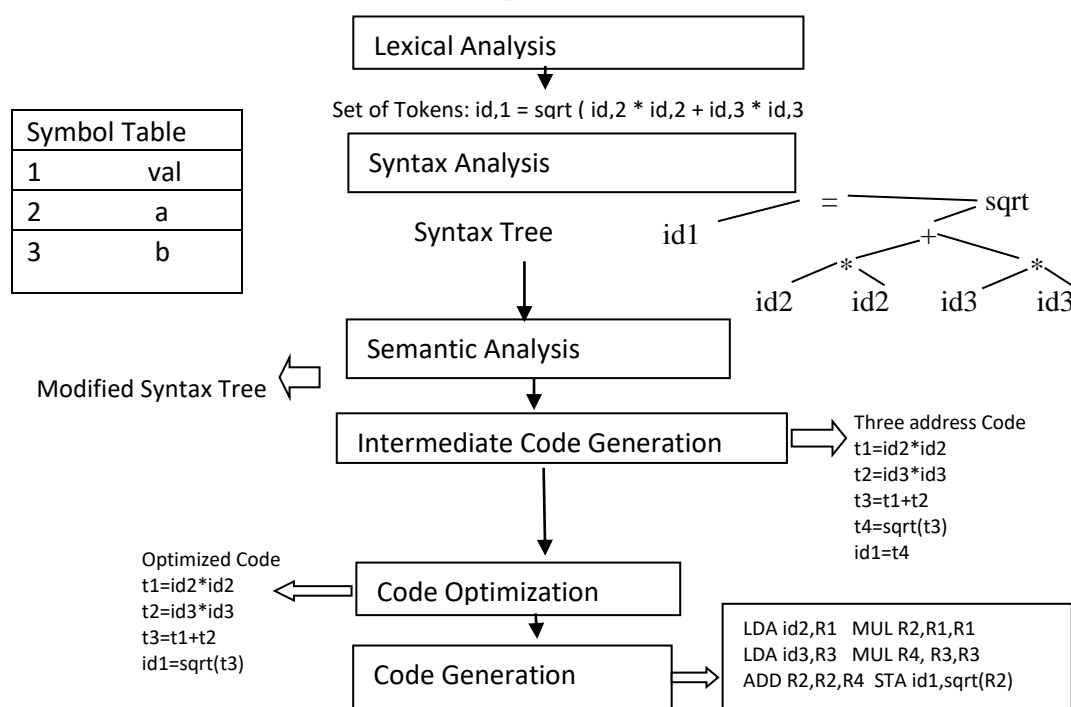 Lexical Analysis
Set of Tokens: id,1 = sqrt ( id,2 * id,2 + id,3 * id,3
Symbol Table
1 val
2 a
3 b
Syntax Analysis
Syntax Tree
= sqrt
id1
+
* *
id2 id2 id3 id3
Semantic Analysis
Modified Syntax Tree
Intermediate Code Generation
Three address Code
t1=id2*id2
t2=id3*id3
t3=t1+t2
t4=sqrt(t3)
id1=t4
Optimized Code
t1=id2*id2
t2=id3*id3
t3=t1+t2
id1=sqrt(t3)
Code Optimization
Code Generation
LDA id2,R1 MUL R2,R1,R1
LDA id3,R3 MUL R4, R3,R3
ADD R2,R2,R4 STA id1,sqrt(R2)